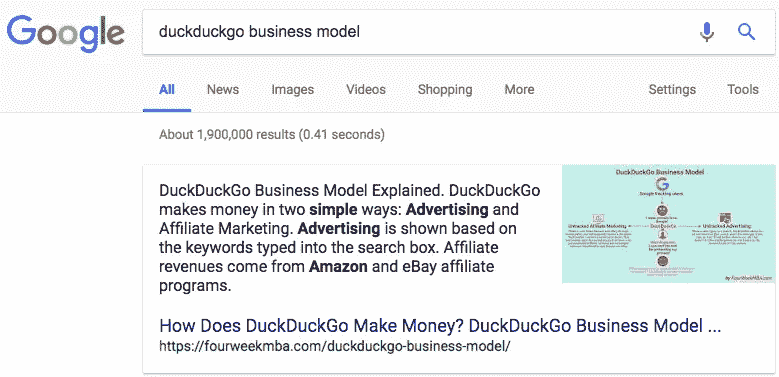 Google
duckduckgo business model
All News Images Videos Shopping More Settings Tools
About 1,900,000 results (0.41 seconds)
DuckDuckGo Business Model Explained. DuckDuckGo
makes money in two simple ways: Advertising and
Affiliate Marketing. Advertising is shown based on
the keywords typed into the search box. Affiliate
revenues come from Amazon and eBay affiliate
programs.
DuckDuckGo Business Model
Google tracking users
Untracked Affiliate Marketing
DuckDuckGo
Untracked Advertising
by FourWeekMBA.com
How Does DuckDuckGo Make Money? DuckDuckGo Business Model ...
https://fourweekmba.com/duckduckgo-business-model/